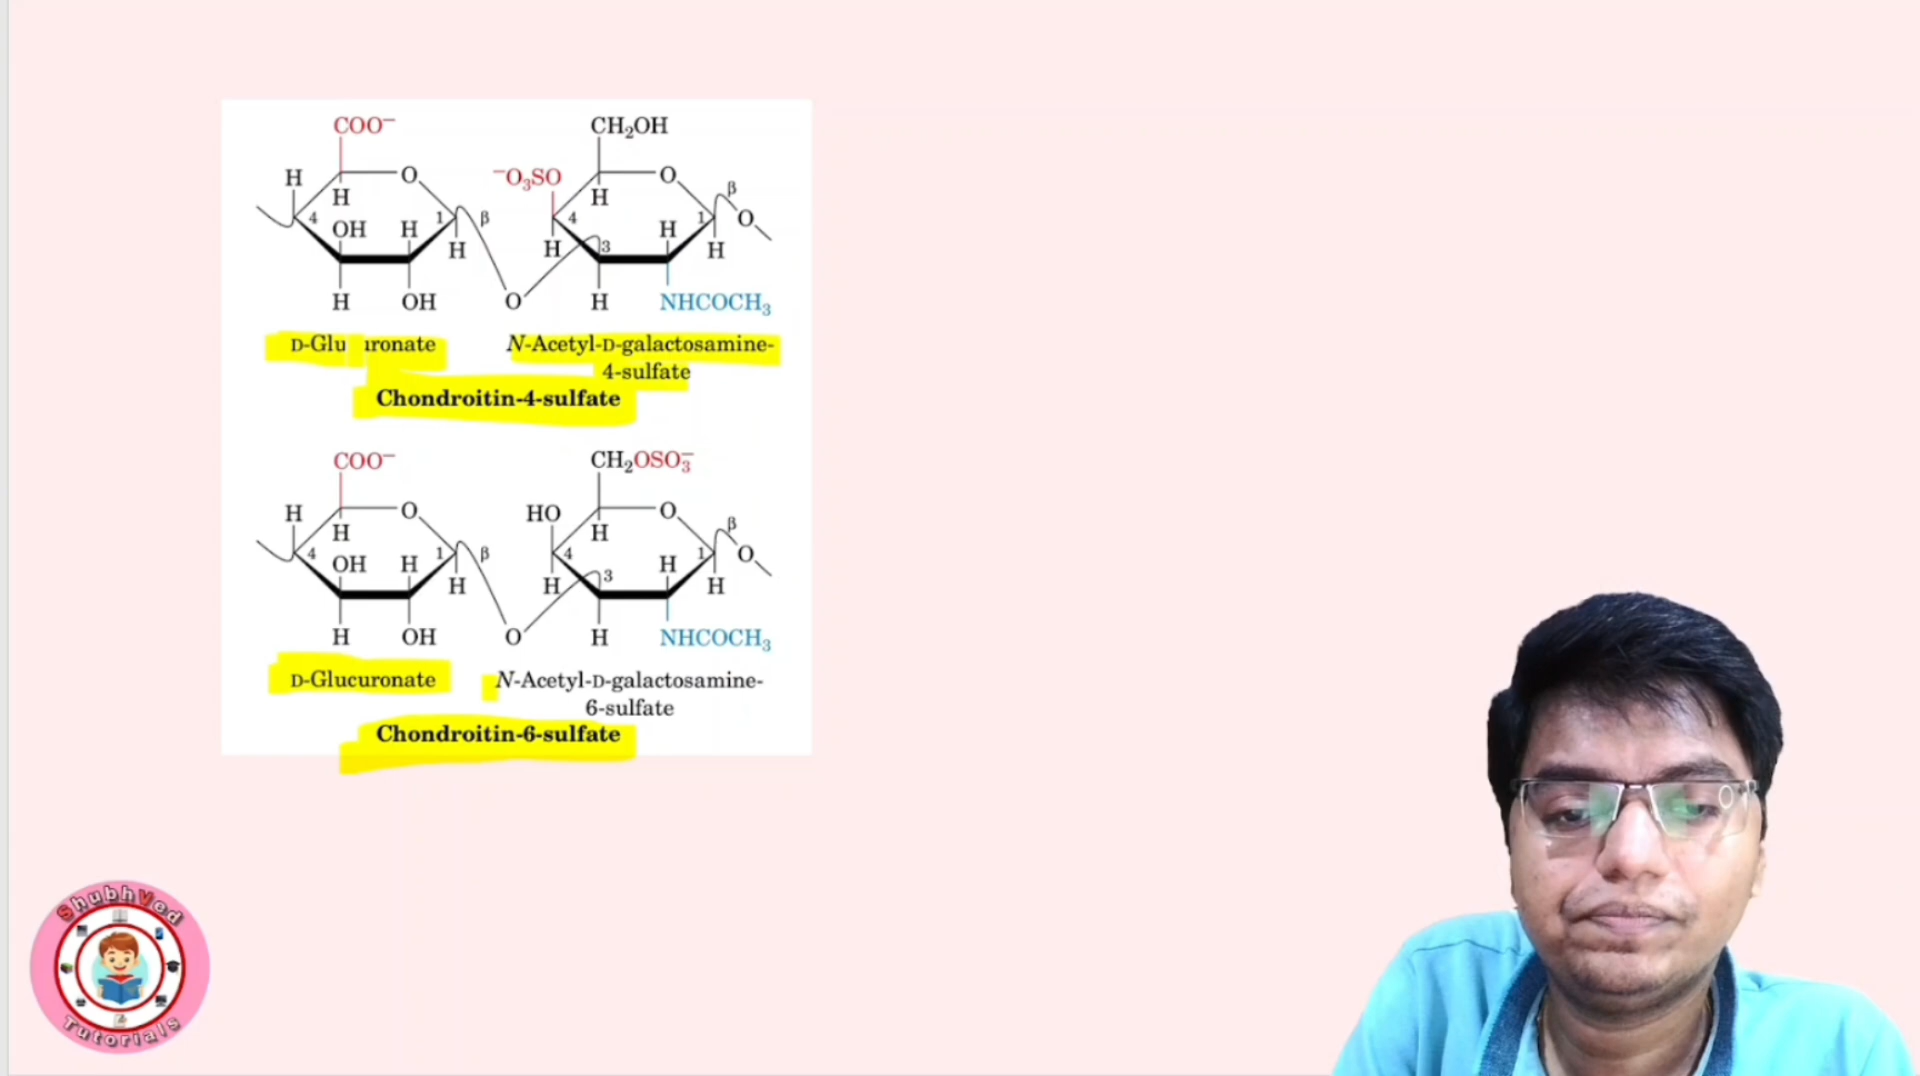 COO⁻
CH₂OH
H
O
⁻O₃SO
O
β
H
H
4
OH
H
1
β
4
H
1
O
H
H
3
H
H
H
OH
O
H
NHCOCH₃
D-Glu uronate
N-Acetyl-D-galactosamine-
4-sulfate
Chondroitin-4-sulfate
COO⁻
CH₂OSO₃⁻
H
O
HO
O
β
H
H
4
OH
H
1
β
4
H
1
O
H
H
3
H
H
H
OH
O
H
NHCOCH₃
D-Glucuronate
N-Acetyl-D-galactosamine-
6-sulfate
Chondroitin-6-sulfate
ShubhVed
Tutorials